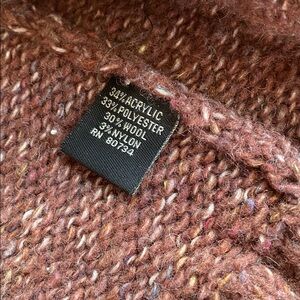 34% ACRYLIC
33% POLYESTER
30% WOOL
3% NYLON
RN 80734